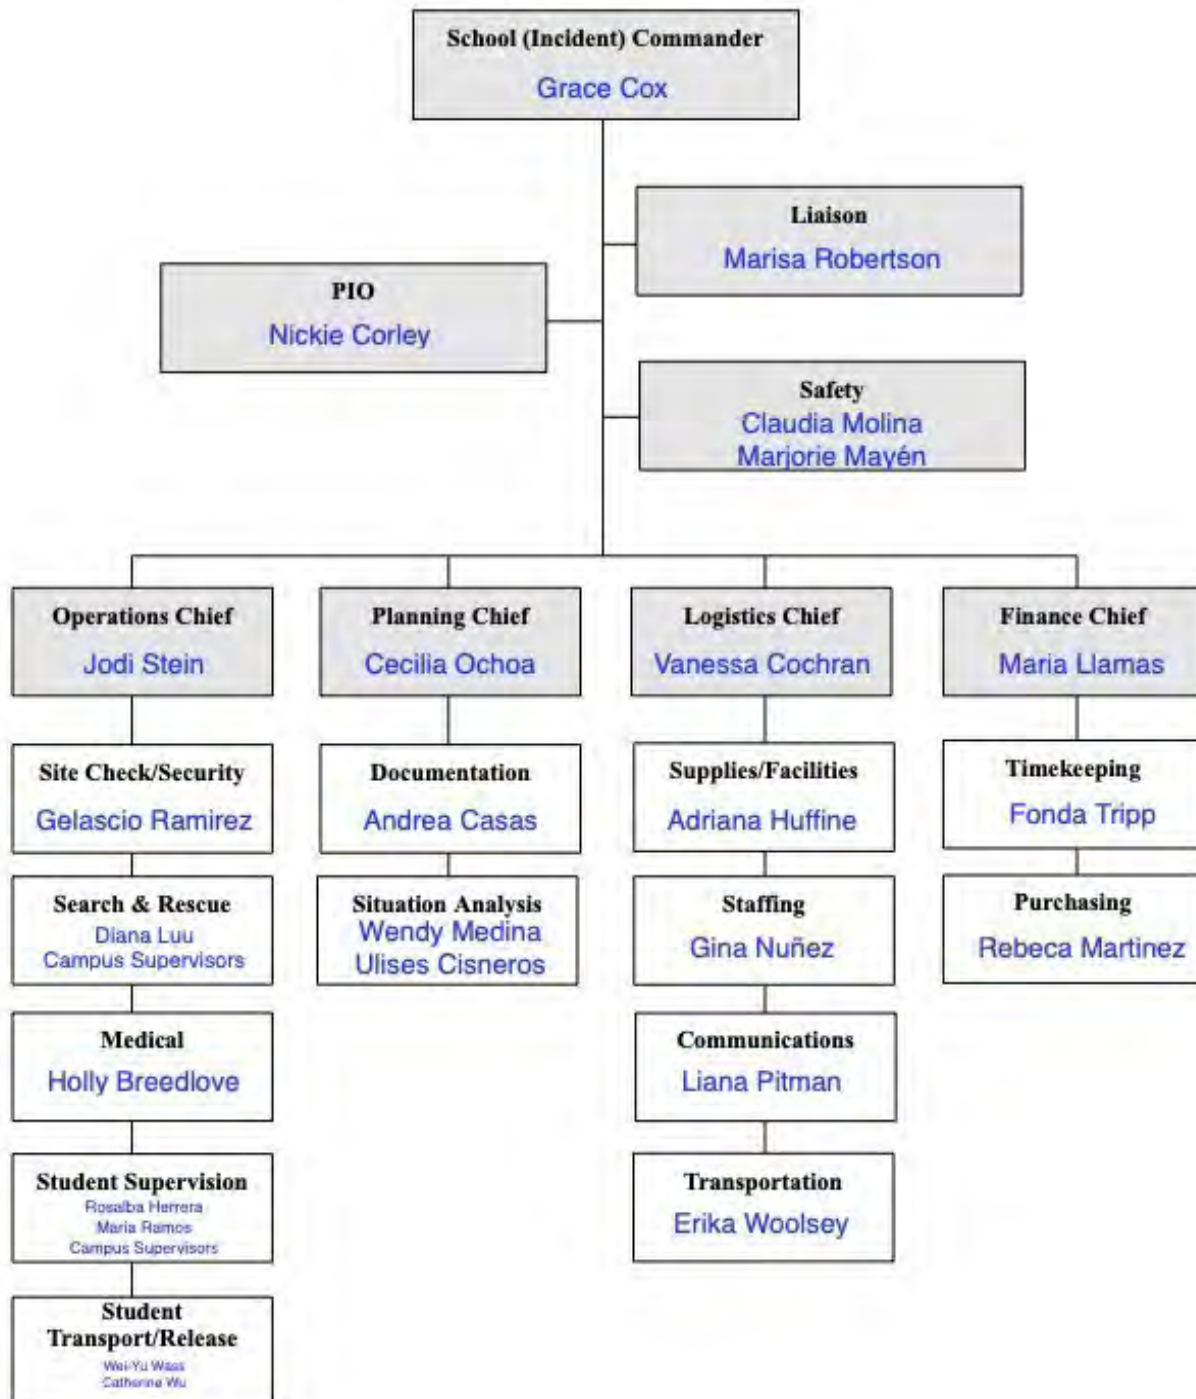 School (Incident) Commander
Grace Cox
Liaison
Marisa Robertson
PIO
Nickie Corley
Safety
Claudia Molina
Marjorie Mayén
Operations Chief
Jodi Stein
Planning Chief
Cecilia Ochoa
Logistics Chief
Vanessa Cochran
Finance Chief
Maria Llamas
Site Check/Security
Gelascio Ramirez
Documentation
Andrea Casas
Supplies/Facilities
Adriana Huffine
Timekeeping
Fonda Tripp
Search & Rescue
Diana Luu
Campus Supervisors
Situation Analysis
Wendy Medina
Ulises Cisneros
Staffing
Gina Nuñez
Purchasing
Rebeca Martinez
Medical
Holly Breedlove
Communications
Liana Pitman
Student Supervision
Rosalba Herrera
Maria Ramos
Campus Supervisors
Transportation
Erika Woolsey
Student
Transport/Release
Wei-Yu
Catherine Wu